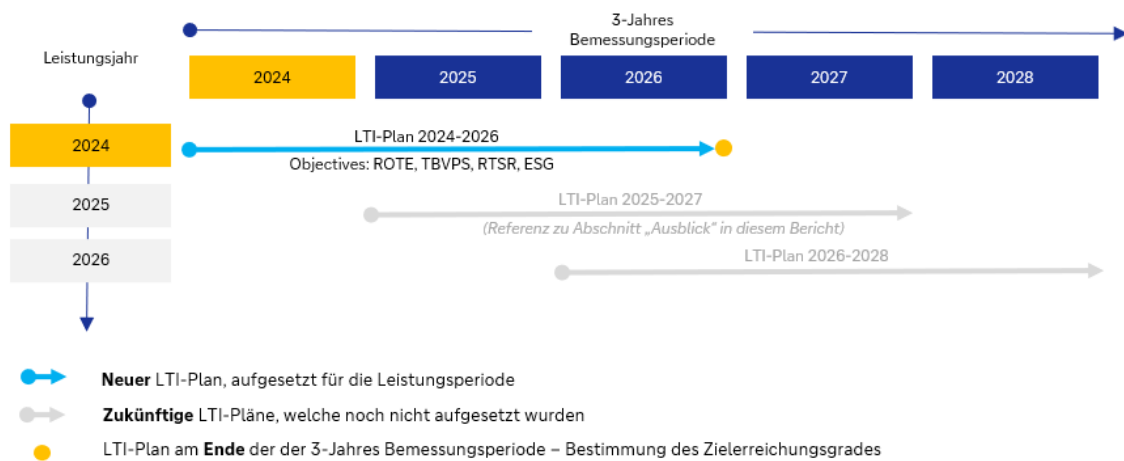 3-Jahres
Bemessungsperiode
Leistungsjahr
2024
2025
2026
2027
2028
2024
LTI-Plan 2024-2026
Objectives: ROTE, TBVPS, RTSR, ESG
2025
LTI-Plan 2025-2027
(Referenz zu Abschnitt „Ausblick" in diesem Bericht)
2026
LTI-Plan 2026-2028
Neuer LTI-Plan, aufgesetzt für die Leistungsperiode
Zukünftige LTI-Pläne, welche noch nicht aufgesetzt wurden
LTI-Plan am Ende der der 3-Jahres Bemessungsperiode – Bestimmung des Zielerreichungsgrades